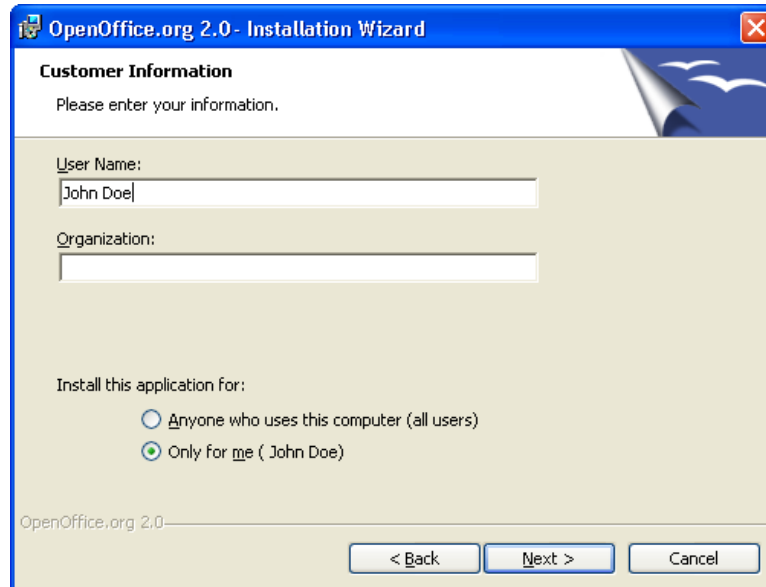 OpenOffice.org 2.0 - Installation Wizard
Customer Information
Please enter your information.
User Name:
John Doe
Organization:
Install this application for:
Anyone who uses this computer (all users)
Only for me ( John Doe)
OpenOffice.org 2.0
< Back Next > Cancel